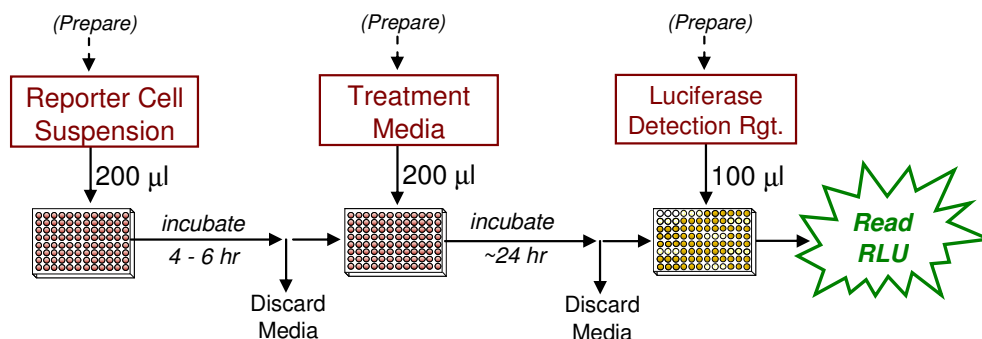 (Prepare)
(Prepare)
(Prepare)
Reporter Cell
Suspension
Treatment
Media
Luciferase
Detection Rgt.
200 µl
200 µl
100 µl
incubate
4 - 6 hr
incubate
~24 hr
Read
RLU
Discard
Media
Discard
Media